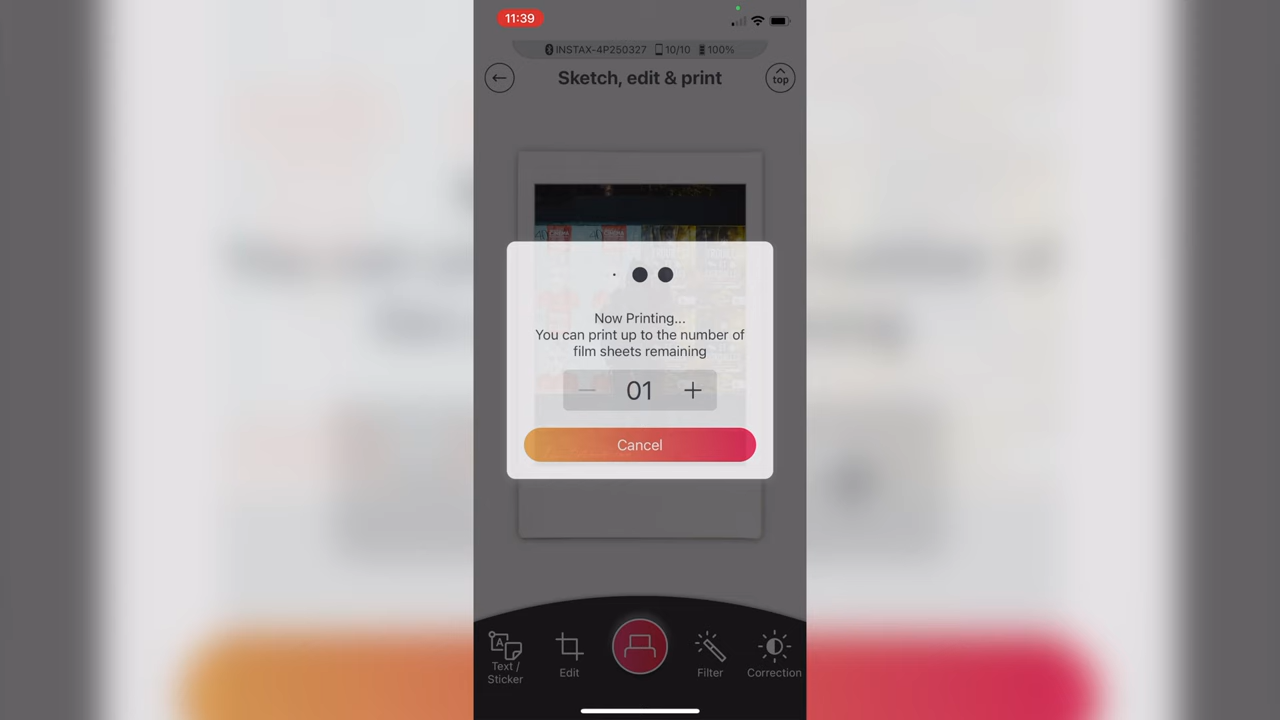 11:39
INSTAX-4P250327 10/10 100%
Sketch, edit & print
top
Now Printing...
You can print up to the number of
film sheets remaining
01
Cancel
A
Text /
Sticker
Edit
Filter
Correction